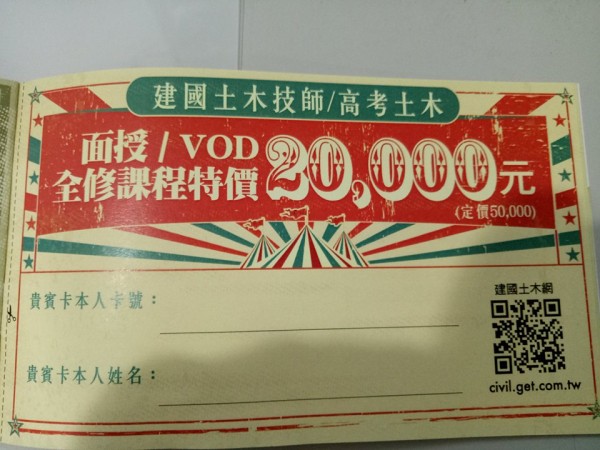 建國土木技師/高考土木
面授 / VOD
全修課程特價
20,000元
(定價50,000)
貴賓卡本人卡號：
貴賓卡本人姓名：
建國土木網
civil.get.com.tw